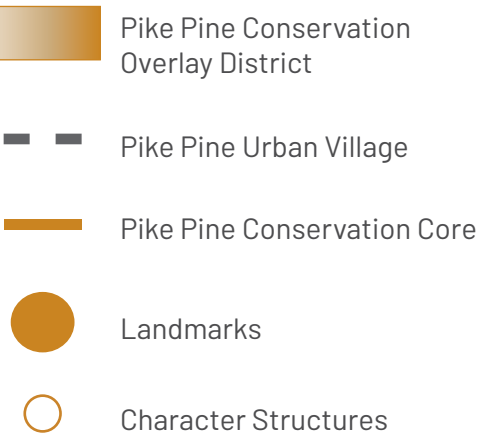 Pike Pine Conservation
Overlay District
Pike Pine Urban Village
Pike Pine Conservation Core
Landmarks
Character Structures